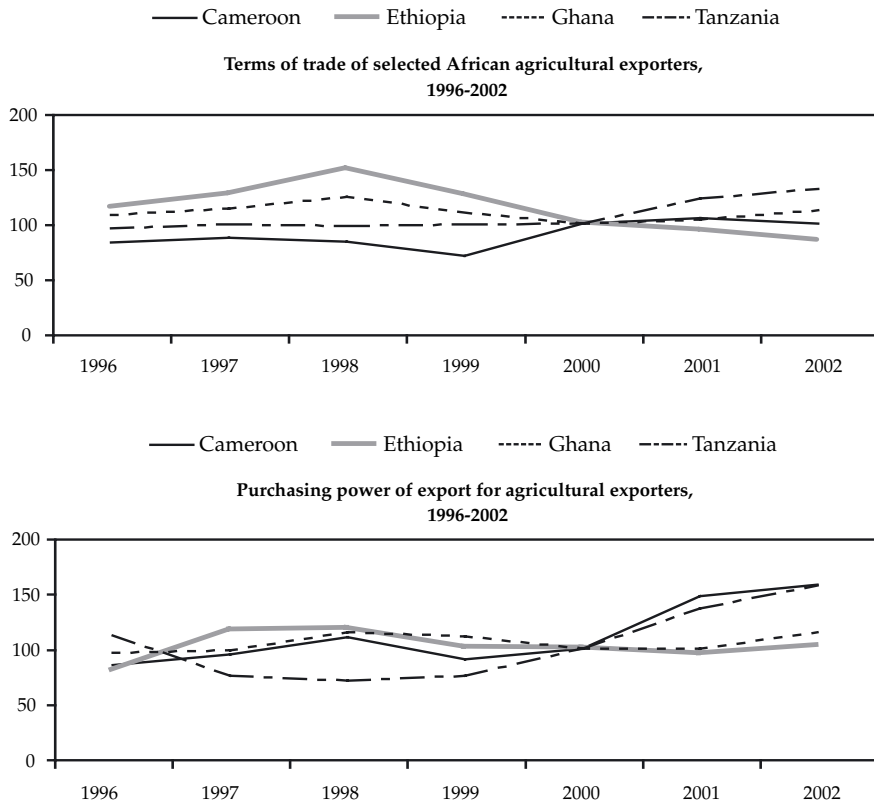 Cameroon Ethiopia Ghana Tanzania
Terms of trade of selected African agricultural exporters,
1996-2002
200
150
100
50
0
1996 1997 1998 1999 2000 2001 2002
Cameroon Ethiopia Ghana Tanzania
Purchasing power of export for agricultural exporters,
1996-2002
200
150
100
50
0
1996 1997 1998 1999 2000 2001 2002